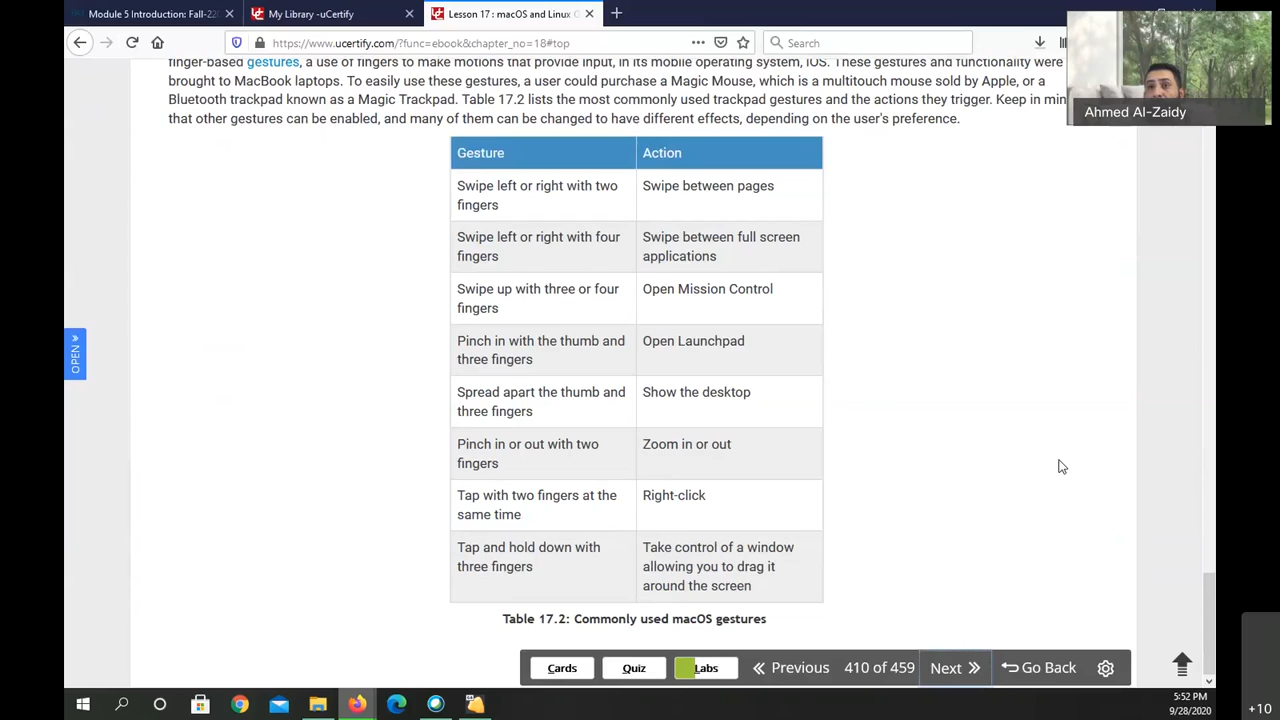 Module 5 Introduction: Fall-22
My Library -uCertify
Lesson 17 : macOS and Linux O
https://www.ucertify.com/?func=ebook&chapter_no=18#top
Search
finger-based gestures, a use of fingers to make motions that provide input, in its mobile operating system, iOS. These gestures and functionality were
brought to MacBook laptops. To easily use these gestures, a user could purchase a Magic Mouse, which is a multitouch mouse sold by Apple, or a
Bluetooth trackpad known as a Magic Trackpad. Table 17.2 lists the most commonly used trackpad gestures and the actions they trigger. Keep in min
that other gestures can be enabled, and many of them can be changed to have different effects, depending on the user's preference.
Ahmed Al-Zaidy
Gesture Action
Swipe left or right with two Swipe between pages
fingers
Swipe left or right with four Swipe between full screen
fingers applications
Swipe up with three or four Open Mission Control
fingers
Pinch in with the thumb and Open Launchpad
three fingers
Spread apart the thumb and Show the desktop
three fingers
Pinch in or out with two Zoom in or out
fingers
Tap with two fingers at the Right-click
same time
Tap and hold down with Take control of a window
three fingers allowing you to drag it
around the screen
Table 17.2: Commonly used macOS gestures
OPEN
Cards Quiz Labs Previous 410 of 459 Next Go Back
5:52 PM
9/28/2020
+10